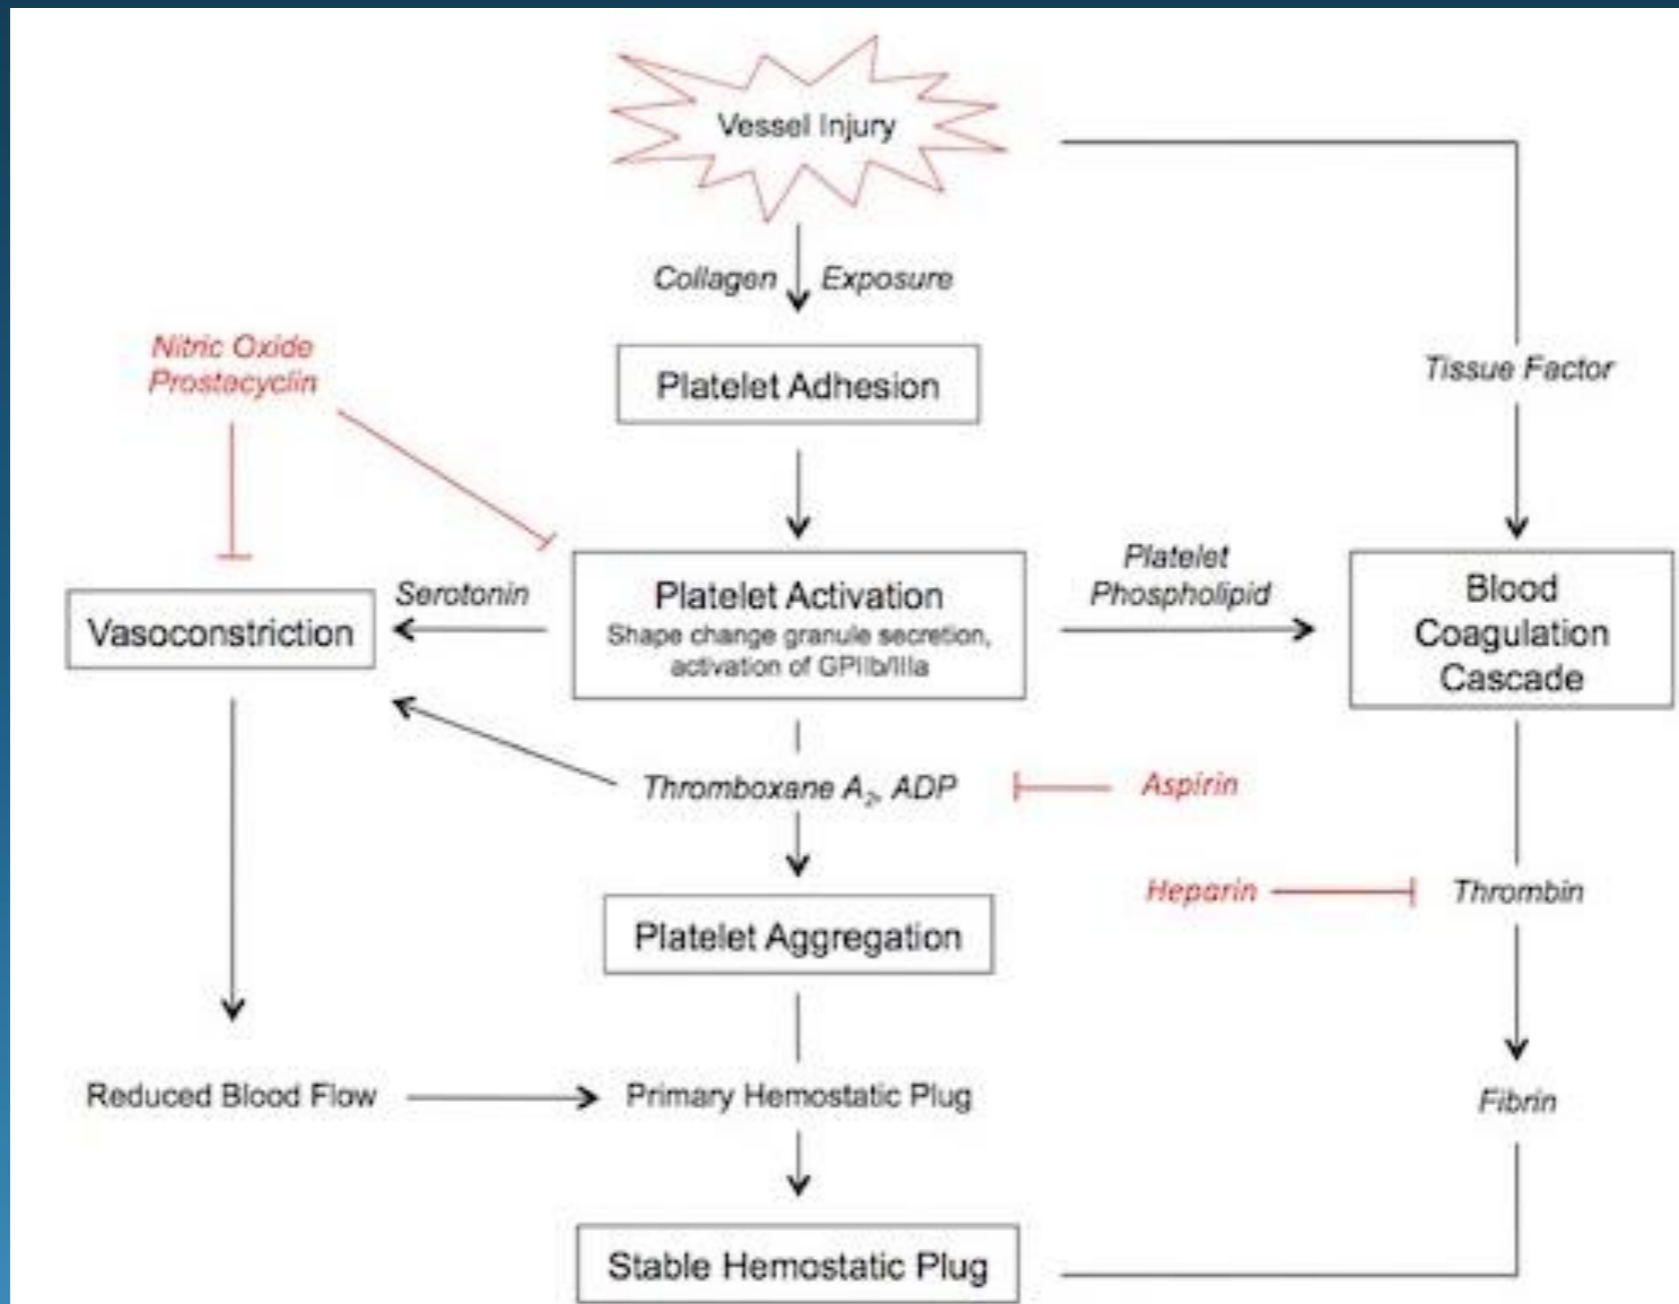 Vessel Injury
Collagen Exposure
Nitric Oxide
Prostacyclin
Platelet Adhesion
Tissue Factor
Serotonin
Vasoconstriction
Platelet Activation
Shape change granule secretion,
activation of GPIIb/IIIa
Platelet
Phospholipid
Blood
Coagulation
Cascade
Thromboxane A₂, ADP
Aspirin
Heparin
Thrombin
Platelet Aggregation
Reduced Blood Flow
Primary Hemostatic Plug
Fibrin
Stable Hemostatic Plug